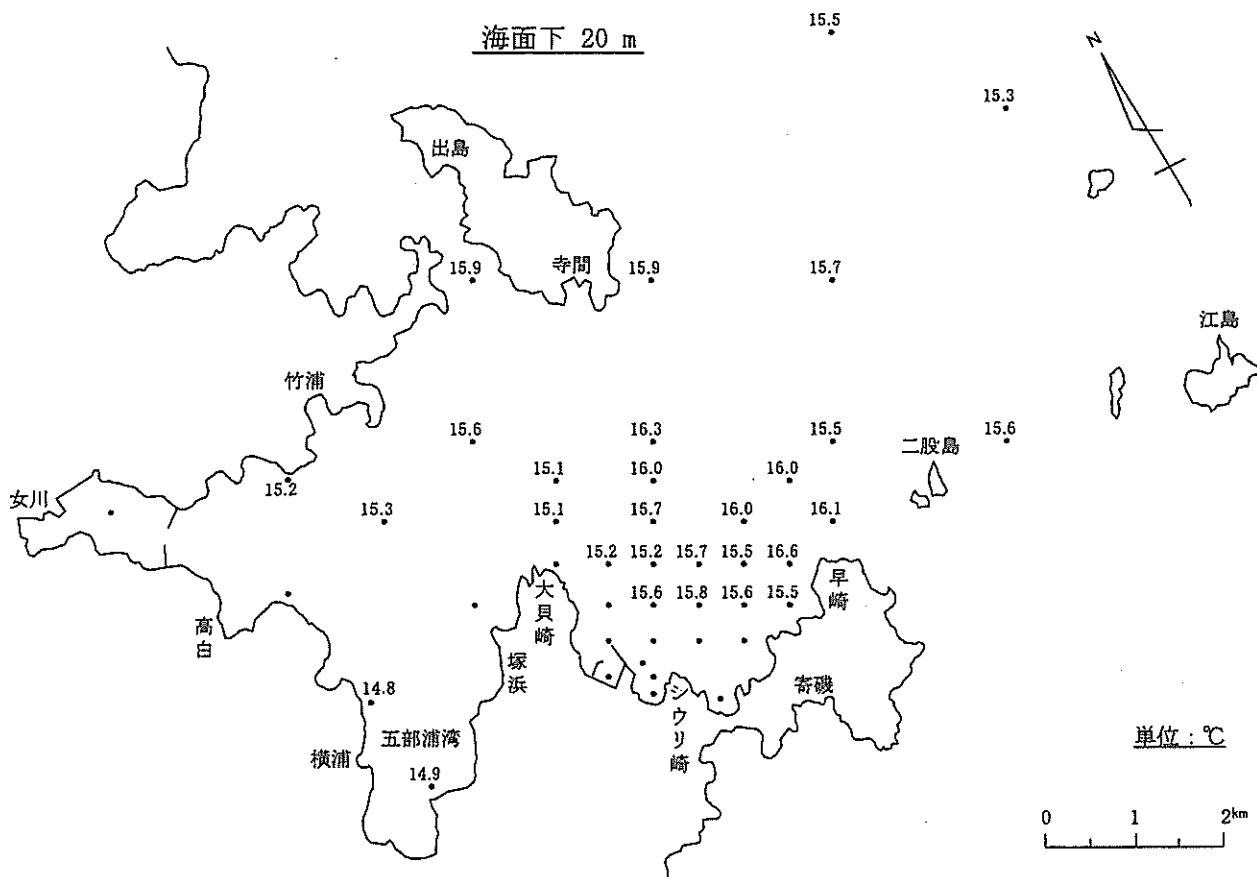 海面下 20 m
15.5
N
15.3
出島
寺間
15.9
15.9
15.7
江島
竹浦
15.6
16.3
15.5
15.6
二股島
15.1
16.0
16.0
15.2
女川
15.3
15.1
15.7
16.0
16.1
15.2
15.2
15.7
15.5
16.6
大貝崎
早崎
15.6
15.8
15.6
15.5
高白
塚浜
シウリ崎
寄磯
14.8
五部浦湾
横浦
14.9
単位：℃
0 1 2km